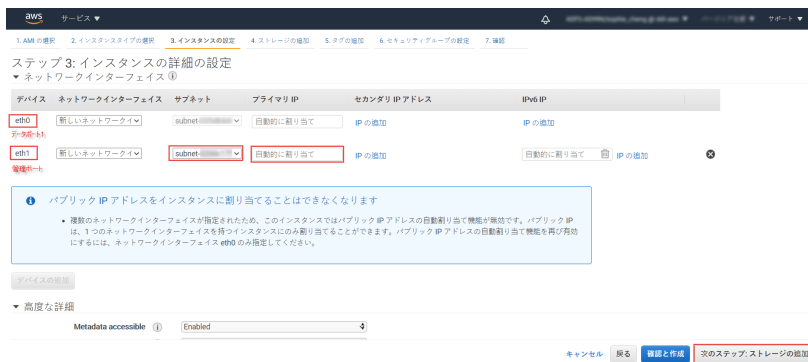 aws サービス サポート
1. AMI の選択 2. インスタンスタイプの選択 3. インスタンスの設定 4. ストレージの追加 5. タグの追加 6. セキュリティグループの設定 7. 確認
ステップ 3: インスタンスの詳細の設定
ネットワークインターフェイス
デバイス ネットワークインターフェイス サブネット プライマリ IP セカンダリ IP アドレス IPv6 IP
eth0 新しいネットワークイ subnet- 自動的に割り当て IP の追加 IP の追加
データポート1
eth1 新しいネットワークイ subnet- 自動的に割り当て IP の追加 自動的に割り当て IP の追加
管理ポート
パブリック IP アドレスをインスタンスに割り当てることはできなくなります
• 複数のネットワークインターフェイスが指定されたため、このインスタンスではパブリック IP アドレスの自動割り当て機能が無効です。パブリック IP
は、1 つのネットワークインターフェイスを持つインスタンスにのみ割り当てることができます。パブリック IP アドレスの自動割り当て機能を再び有効
にするには、ネットワークインターフェイス eth0 のみ指定してください。
デバイスの追加
高度な詳細
Metadata accessible Enabled
キャンセル 戻る 確認と作成 次のステップ: ストレージの追加